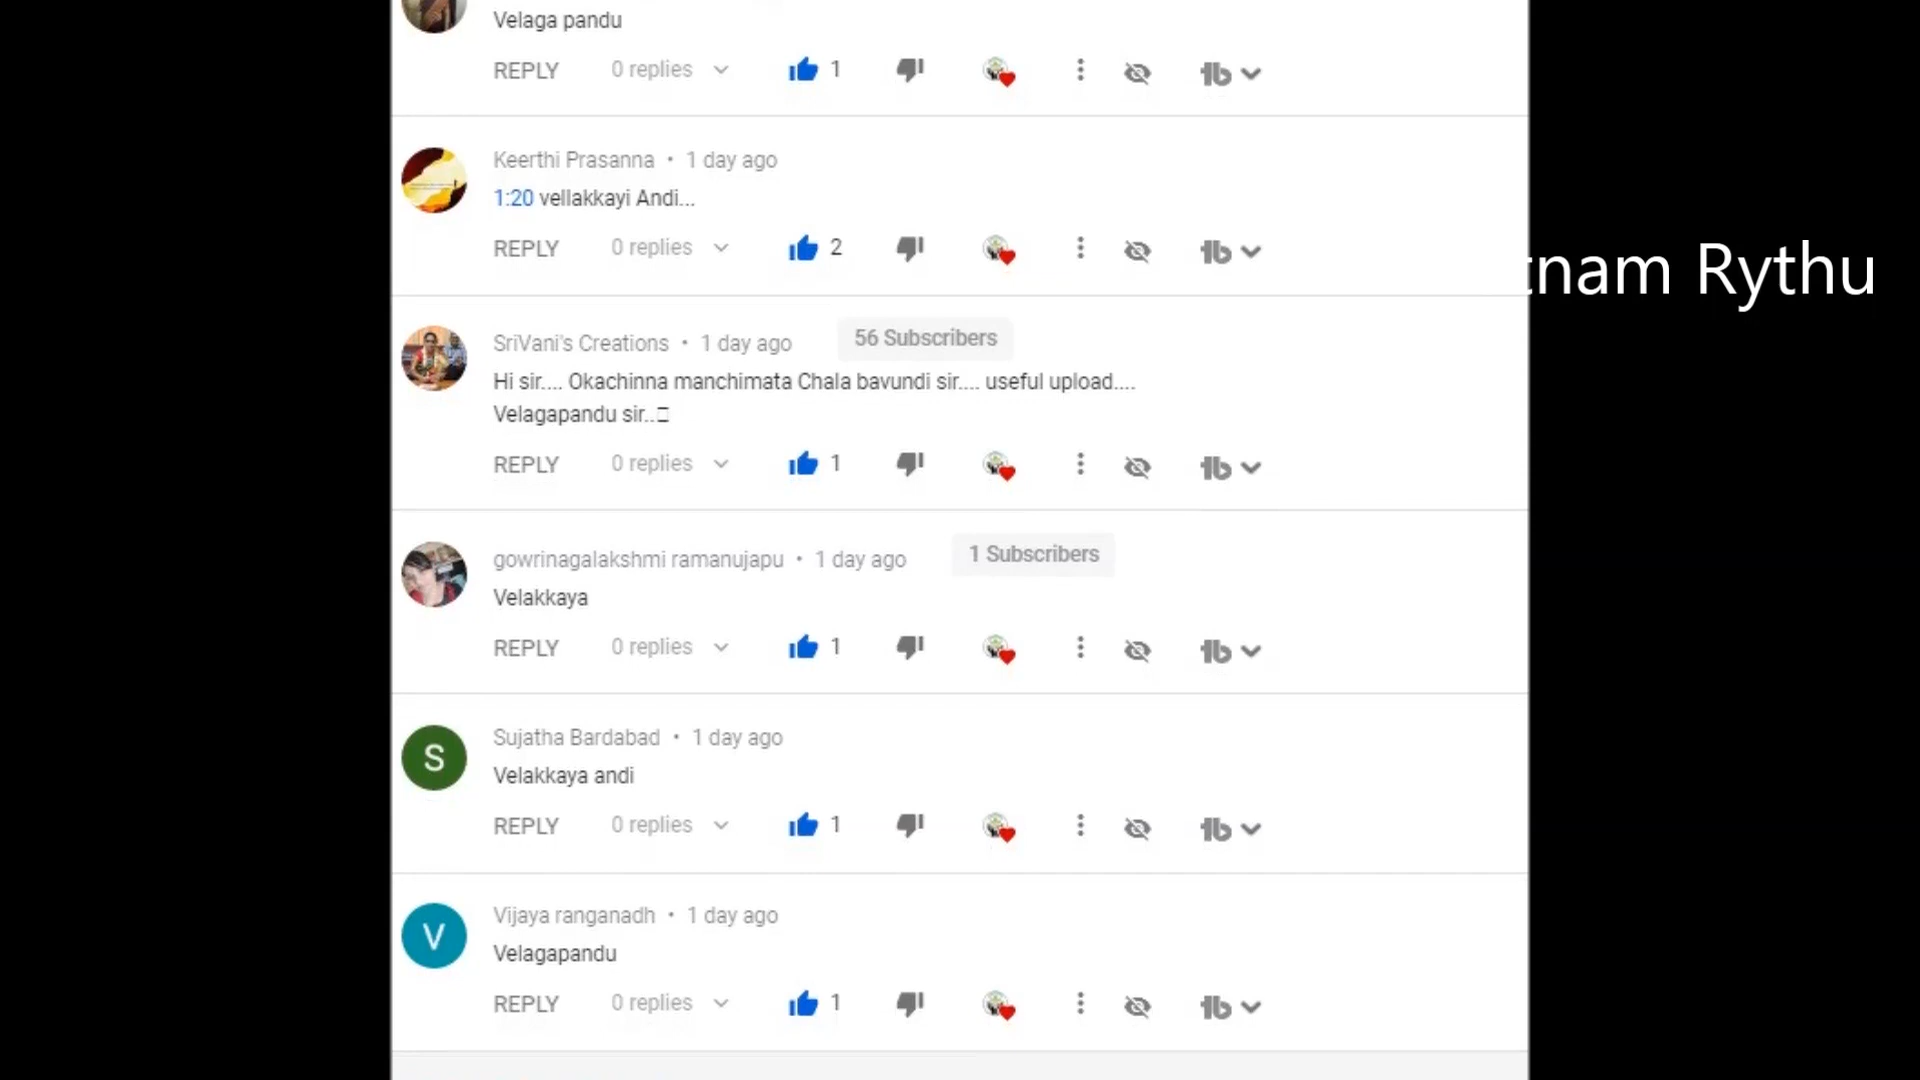 Velaga pandu
REPLY 0 replies 1
Keerthi Prasanna • 1 day ago
1:20 vellakkayi Andi...
REPLY 0 replies 2
tnam Rythu
SriVani's Creations • 1 day ago 56 Subscribers
Hi sir.... Okachinna manchimata Chala bavundi sir.... useful upload....
Velagapandu sir..
REPLY 0 replies 1
gowrinagalakshmi ramanujapu • 1 day ago 1 Subscribers
Velakkaya
REPLY 0 replies 1
S
Sujatha Bardabad • 1 day ago
Velakkaya andi
REPLY 0 replies 1
V
Vijaya ranganadh • 1 day ago
Velagapandu
REPLY 0 replies 1